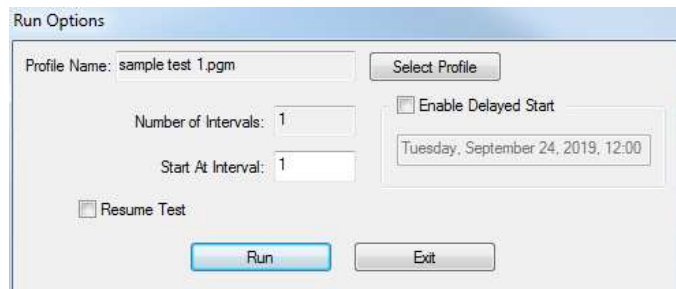 Run Options
Profile Name: sample test 1.pgm Select Profile
Enable Delayed Start
Number of Intervals: 1
Tuesday, September 24, 2019, 12:00
Start At Interval: 1
Resume Test
Run Exit